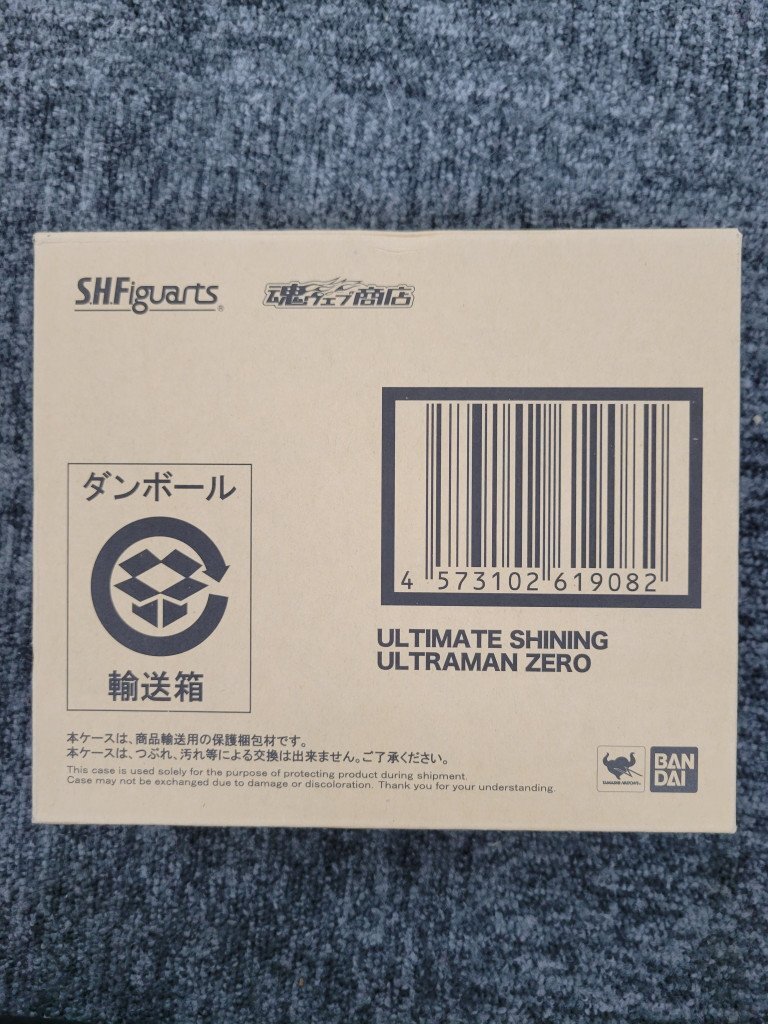 S.H.Figuarts®
魂ウェブ商店
ダンボール
輸送箱
4 573102 619082
ULTIMATE SHINING
ULTRAMAN ZERO
本ケースは、商品輸送用の保護梱包材です。
本ケースは、つぶれ、汚れ等による交換は出来ません。ご了承ください。
This case is used solely for the purpose of protecting product during shipment.
Case may not be exchanged due to damage or discoloration. Thank you for your understanding.
TAMASHII NATIONS
BAN
DAI